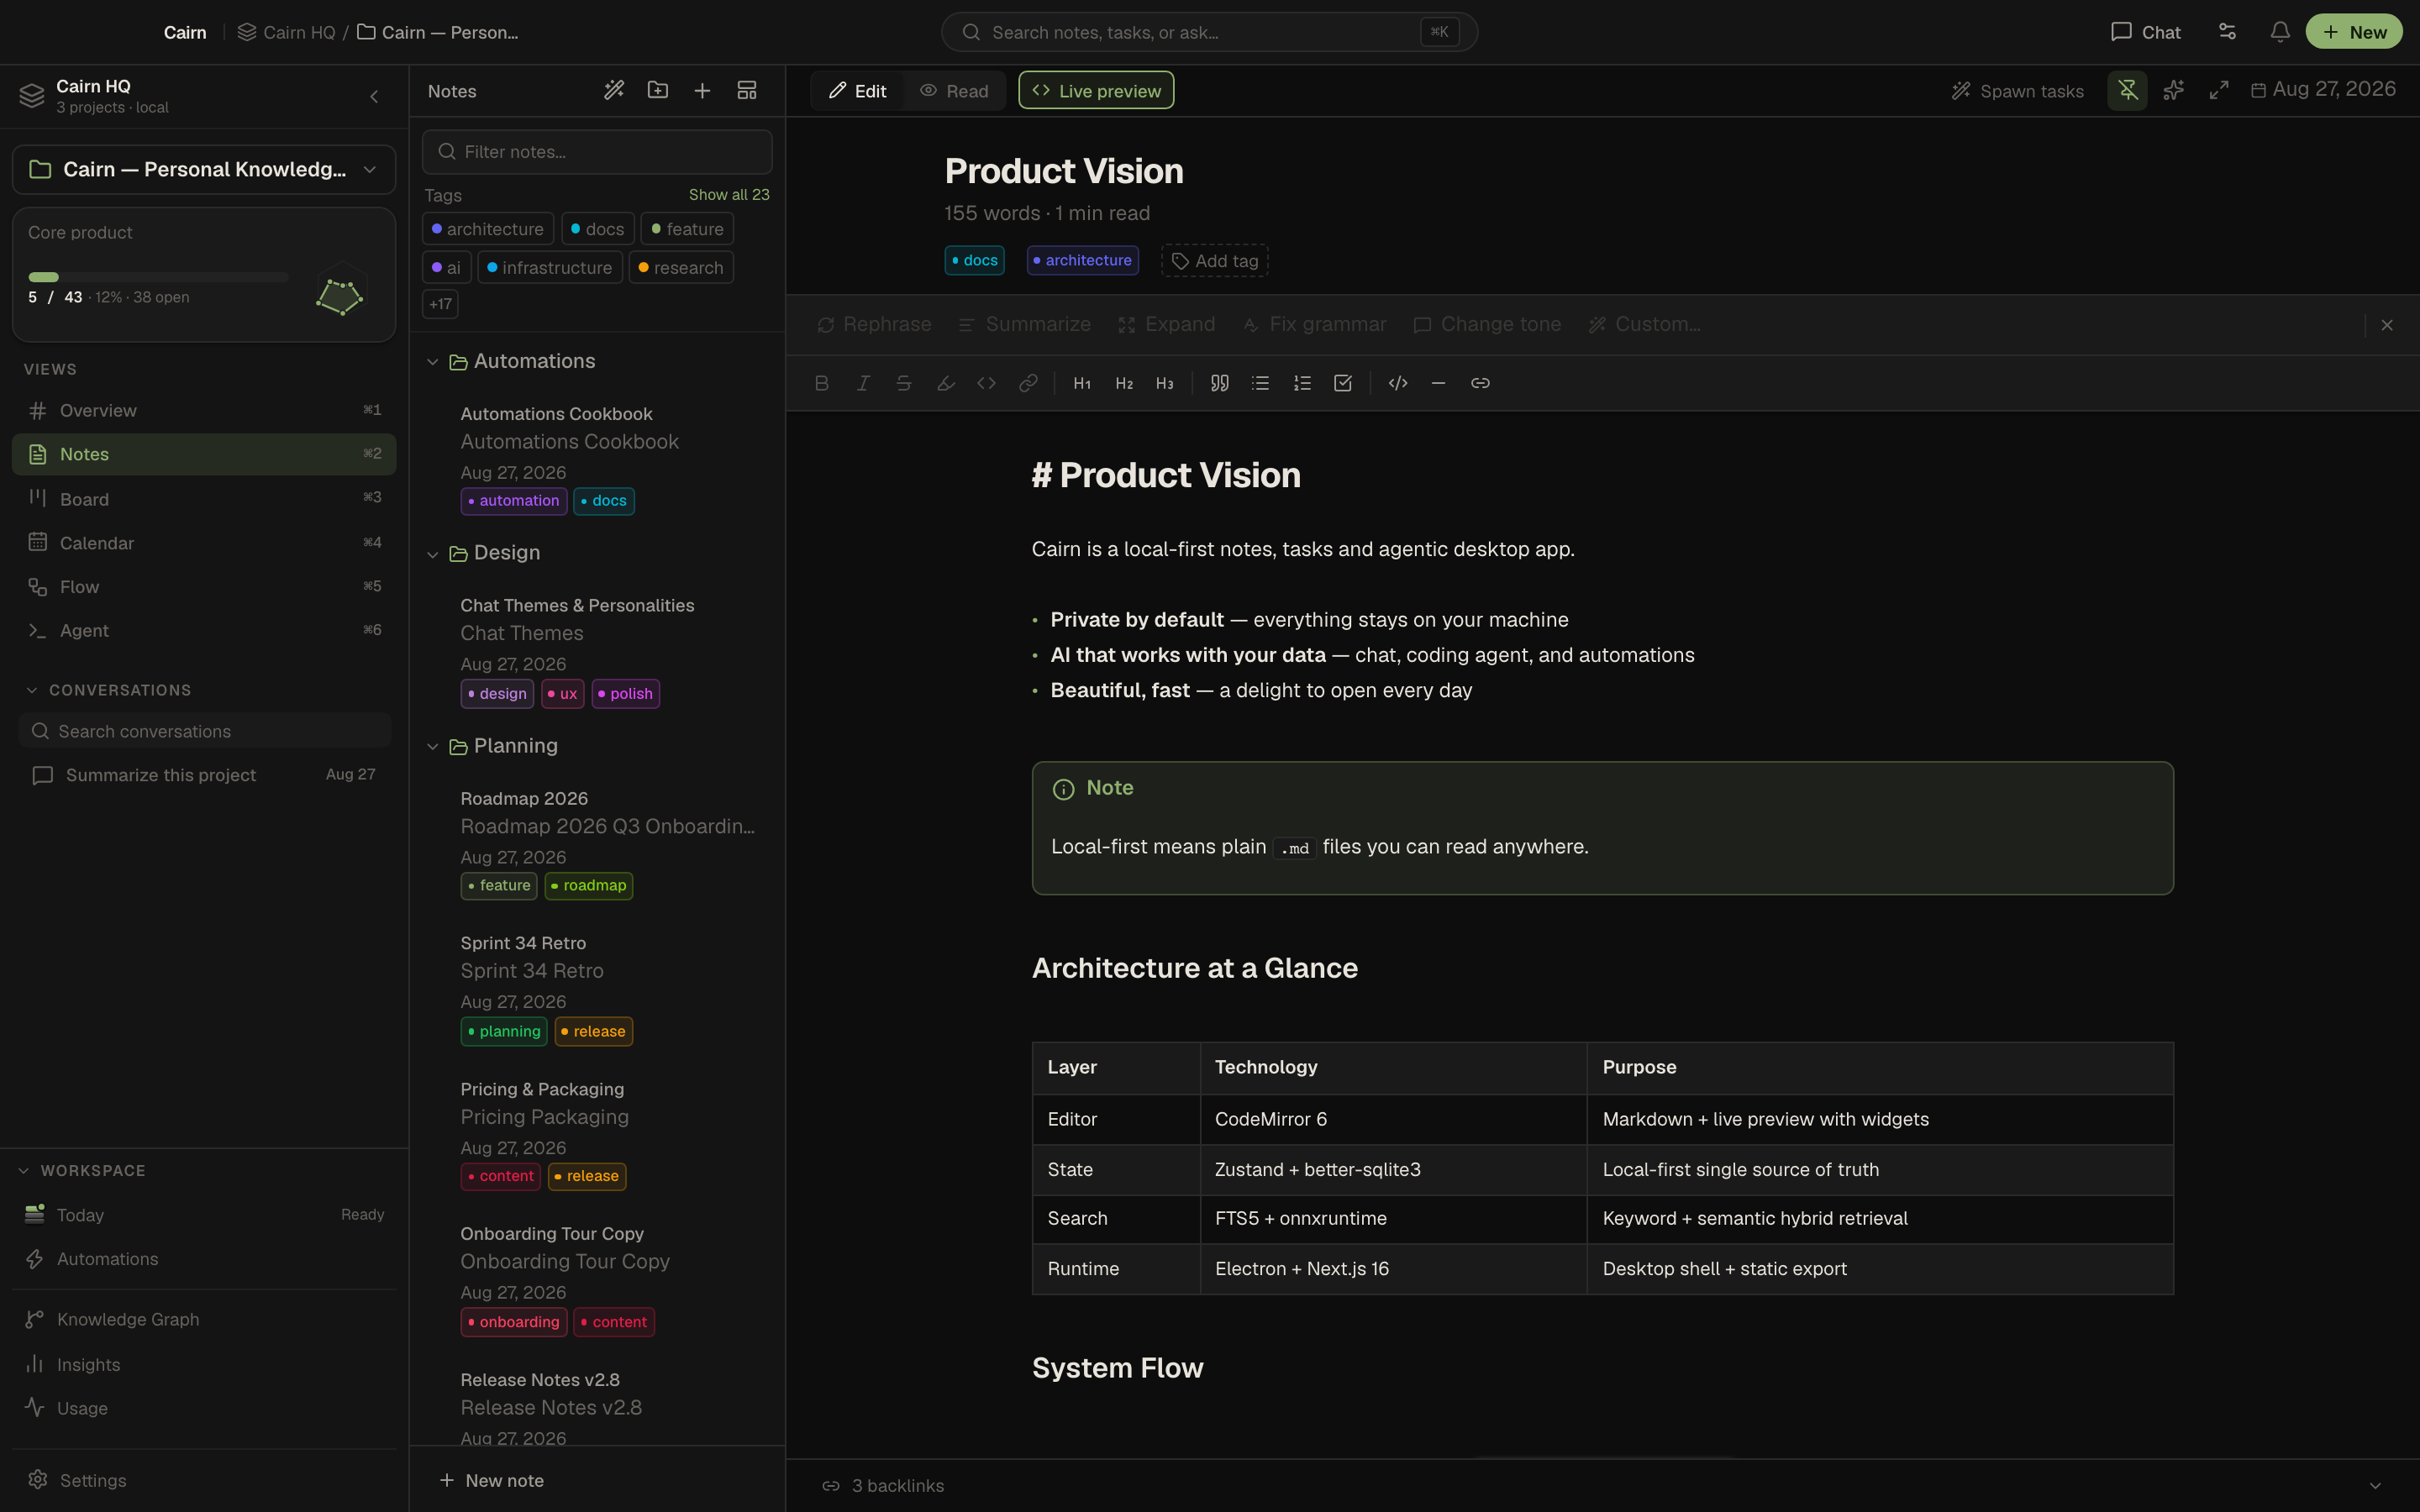 Cairn
Cairn HQ / Cairn — Person...
Search notes, tasks, or ask...
⌘K
Chat
New
Cairn HQ
3 projects · local
Cairn — Personal Knowledg...
Core product
5 / 43 · 12% · 38 open
VIEWS
Overview ⌘1
Notes ⌘2
Board ⌘3
Calendar ⌘4
Flow ⌘5
Agent ⌘6
CONVERSATIONS
Search conversations
Summarize this project Aug 27
WORKSPACE
Today Ready
Automations
Knowledge Graph
Insights
Usage
Settings
Notes
Filter notes...
Tags Show all 23
architecture docs feature
ai infrastructure research
+17
Automations
Automations Cookbook
Automations Cookbook
Aug 27, 2026
automation docs
Design
Chat Themes & Personalities
Chat Themes
Aug 27, 2026
design ux polish
Planning
Roadmap 2026
Roadmap 2026 Q3 Onboardin...
Aug 27, 2026
feature roadmap
Sprint 34 Retro
Sprint 34 Retro
Aug 27, 2026
planning release
Pricing & Packaging
Pricing Packaging
Aug 27, 2026
content release
Onboarding Tour Copy
Onboarding Tour Copy
Aug 27, 2026
onboarding content
Release Notes v2.8
Release Notes v2.8
Aug 27, 2026
New note
Edit Read Live preview
Spawn tasks Aug 27, 2026
Product Vision
155 words · 1 min read
docs architecture Add tag
Rephrase Summarize Expand Fix grammar Change tone Custom...
B I S H1 H2 H3
# Product Vision
Cairn is a local-first notes, tasks and agentic desktop app.
• Private by default — everything stays on your machine
• AI that works with your data — chat, coding agent, and automations
• Beautiful, fast — a delight to open every day
Note
Local-first means plain .md files you can read anywhere.
Architecture at a Glance
Layer Technology Purpose
Editor CodeMirror 6 Markdown + live preview with widgets
State Zustand + better-sqlite3 Local-first single source of truth
Search FTS5 + onnxruntime Keyword + semantic hybrid retrieval
Runtime Electron + Next.js 16 Desktop shell + static export
System Flow
3 backlinks